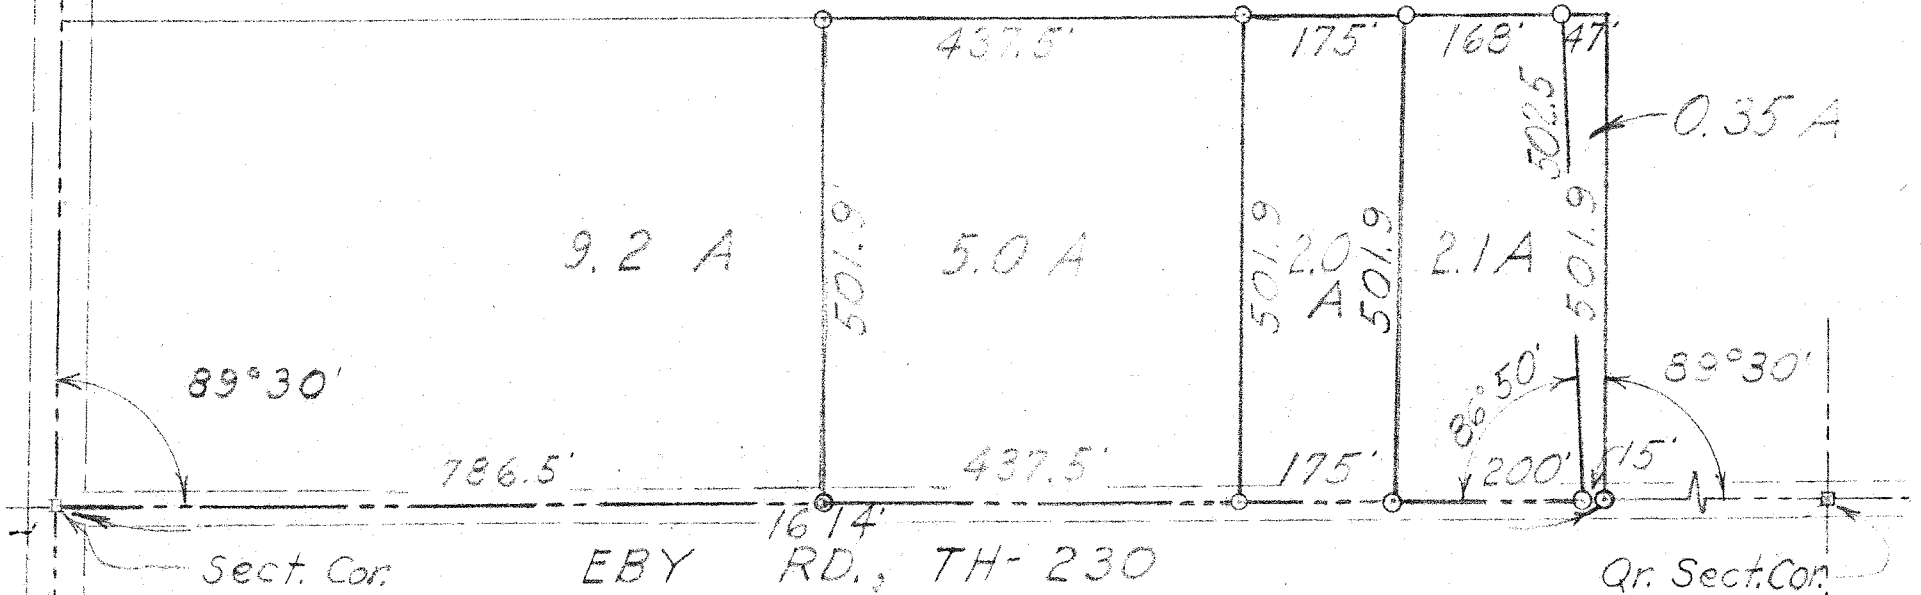 437.5'
175'
168'
47'
502.5
0.35 A
9.2 A
501.9'
5.0 A
501.9
2.0
A
501.9
2.1 A
501.9
89°30'
86°50'
89°30'
786.5'
437.5'
175'
200'
15'
1614'
Sect. Cor.
EBY RD., TH-230
Qr. Sect. Cor.